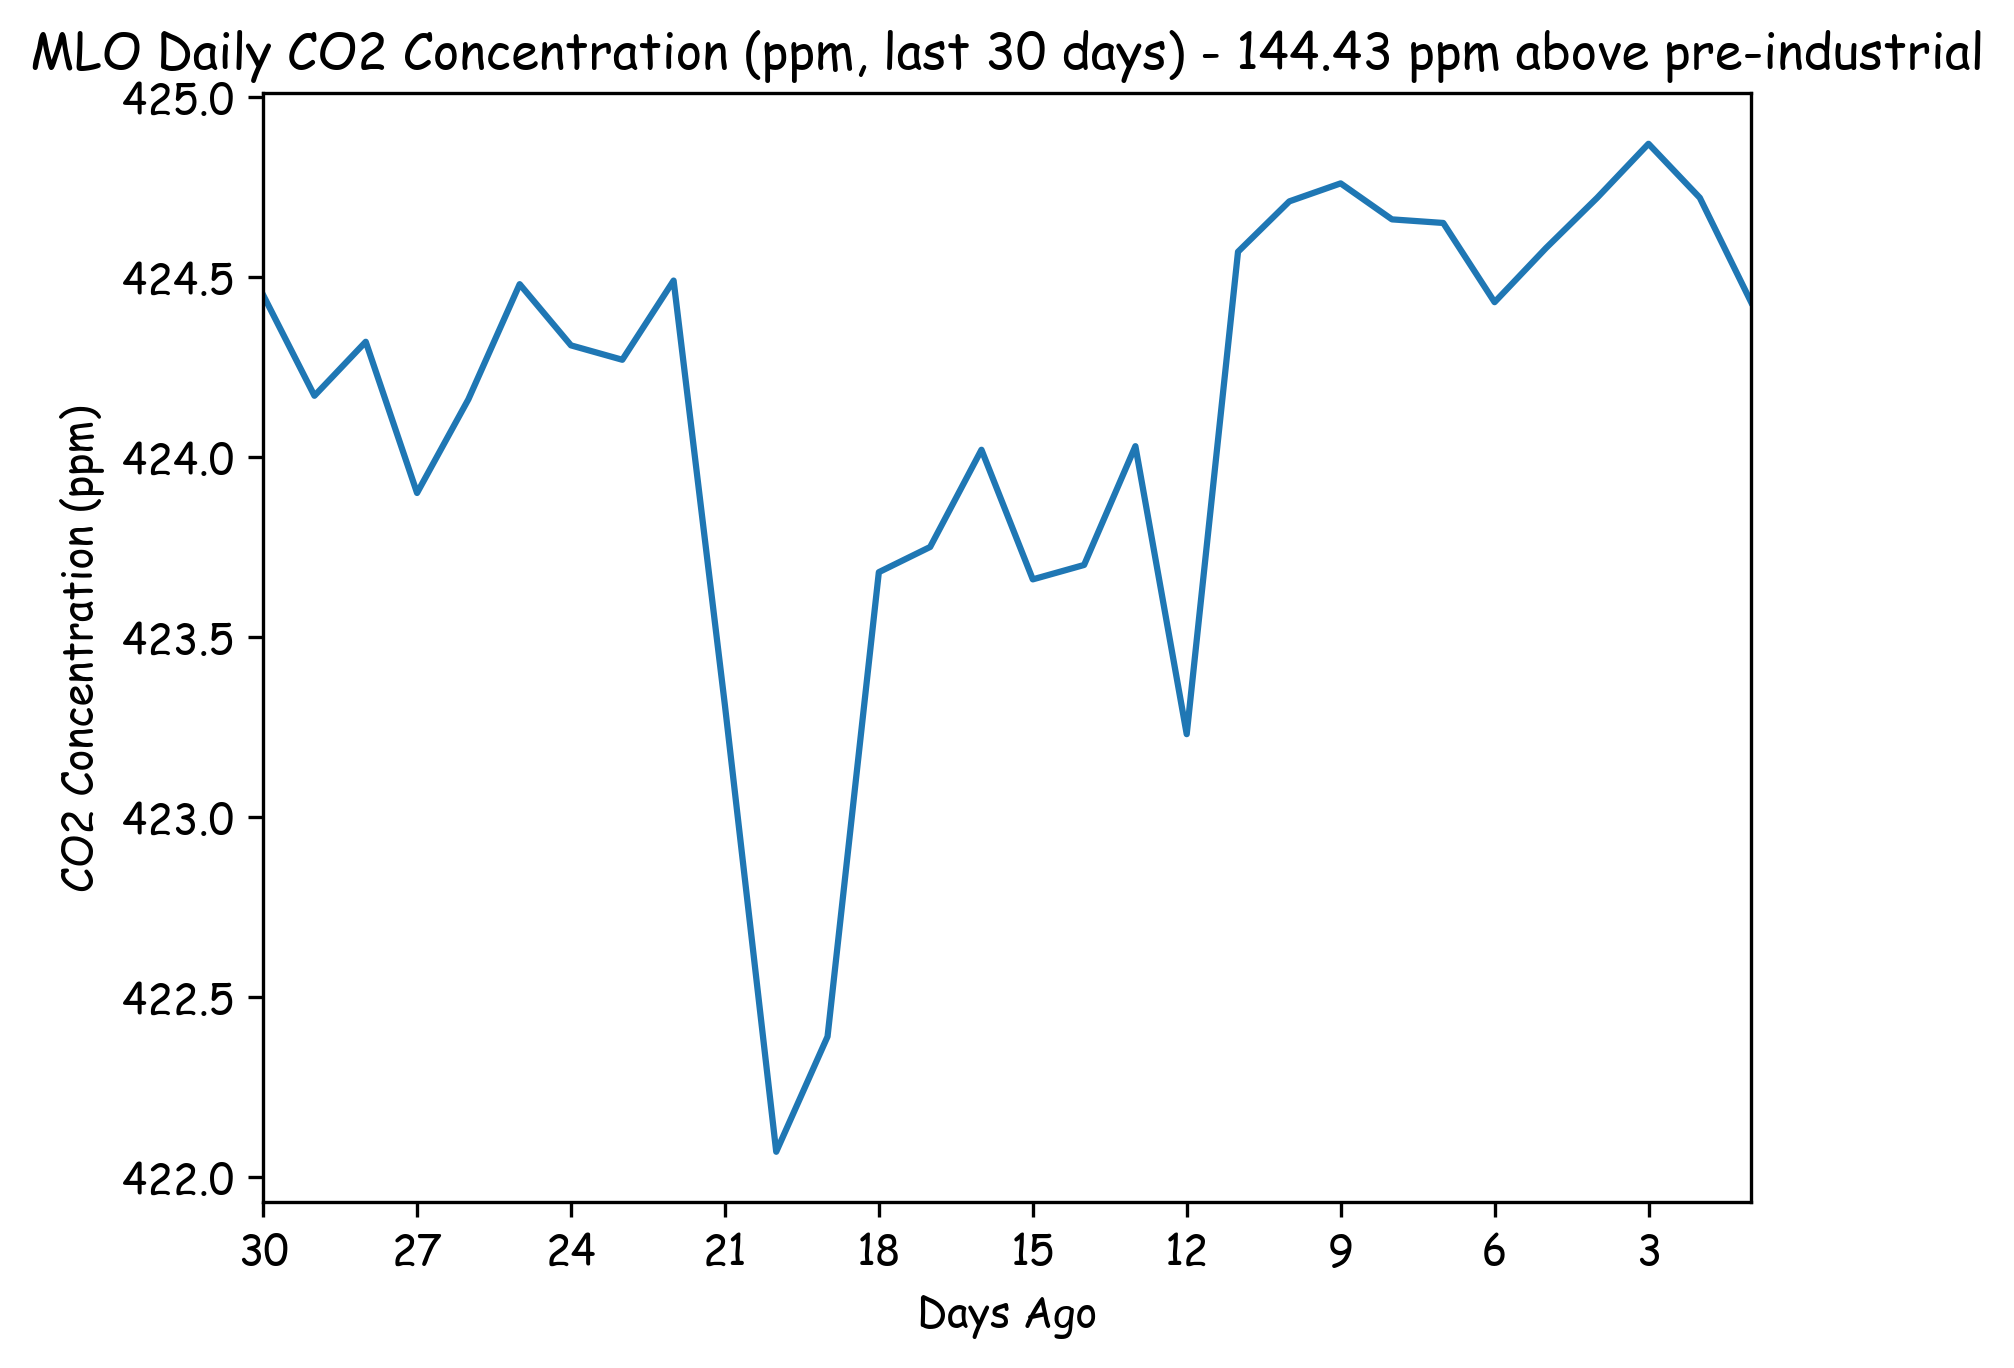 MLO Daily CO2 Concentration (ppm, last 30 days) - 144.43 ppm above pre-industrial
425.0
424.5
424.0
423.5
423.0
422.5
422.0
CO2 Concentration (ppm)
30 27 24 21 18 15 12 9 6 3
Days Ago